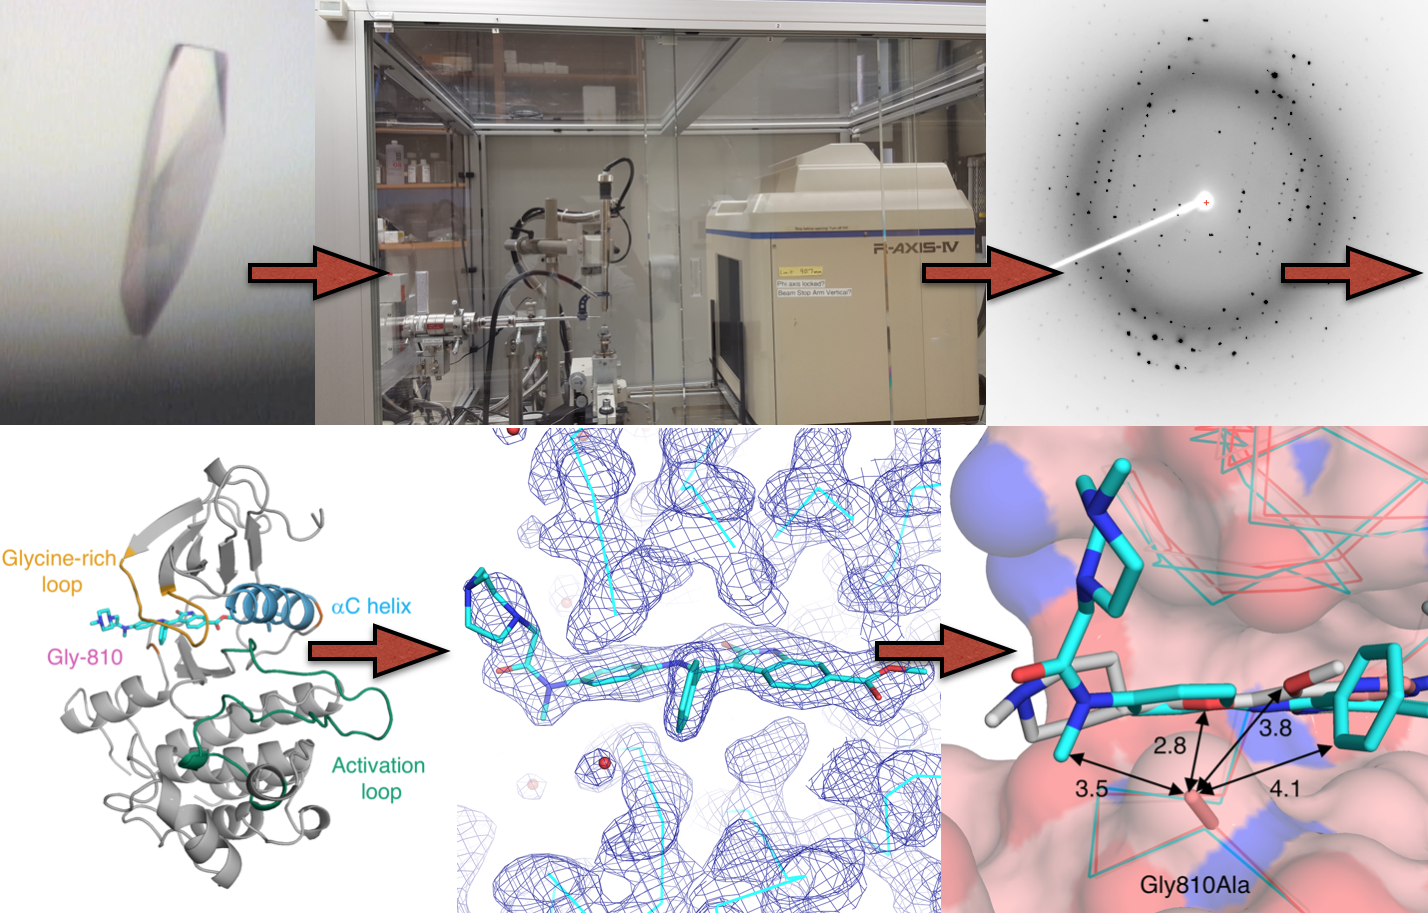 R-AXIS-IV
Phi axis locked?
Beam Stop Arm Vertical?
Glycine-rich
loop
αC helix
Gly-810
Activation
loop
2.8
3.8
3.5
4.1
Gly810Ala